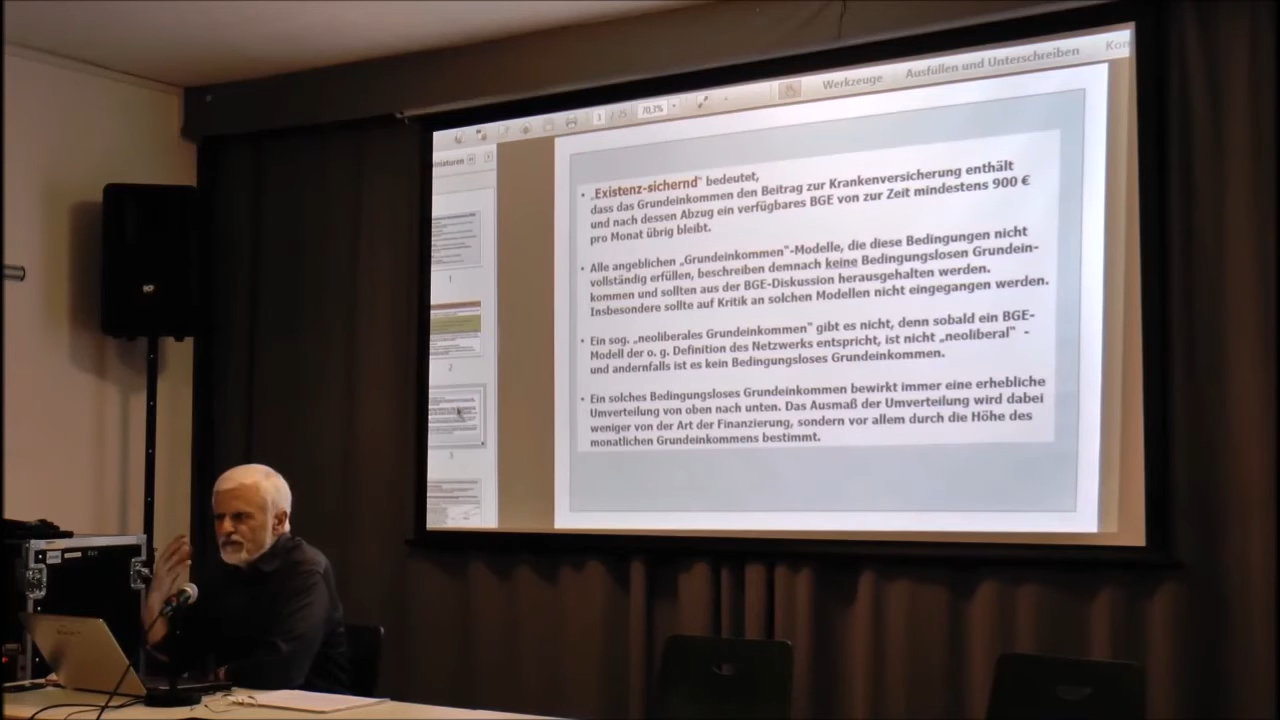 Werkzeuge
Ausfüllen und Unterschreiben
3 / 25
70,1%
1
2
3
• „Existenz-sichernd“ bedeutet,
dass das Grundeinkommen den Beitrag zur Krankenversicherung enthält
und nach dessen Abzug ein verfügbares BGE von zur Zeit mindestens 900 €
pro Monat übrig bleibt.
• Alle angeblichen „Grundeinkommen“-Modelle, die diese Bedingungen nicht
vollständig erfüllen, beschreiben demnach keine Bedingungslosen Grundein-
kommen und sollten aus der BGE-Diskussion herausgehalten werden.
Insbesondere sollte auf Kritik an solchen Modellen nicht eingegangen werden.
• Ein sog. „neoliberales Grundeinkommen“ gibt es nicht, denn sobald ein BGE-
Modell der o. g. Definition des Netzwerks entspricht, ist nicht „neoliberal“ -
und andernfalls ist es kein Bedingungsloses Grundeinkommen.
• Ein solches Bedingungsloses Grundeinkommen bewirkt immer eine erhebliche
Umverteilung von oben nach unten. Das Ausmaß der Umverteilung wird dabei
weniger von der Art der Finanzierung, sondern vor allem durch die Höhe des
monatlichen Grundeinkommens bestimmt.